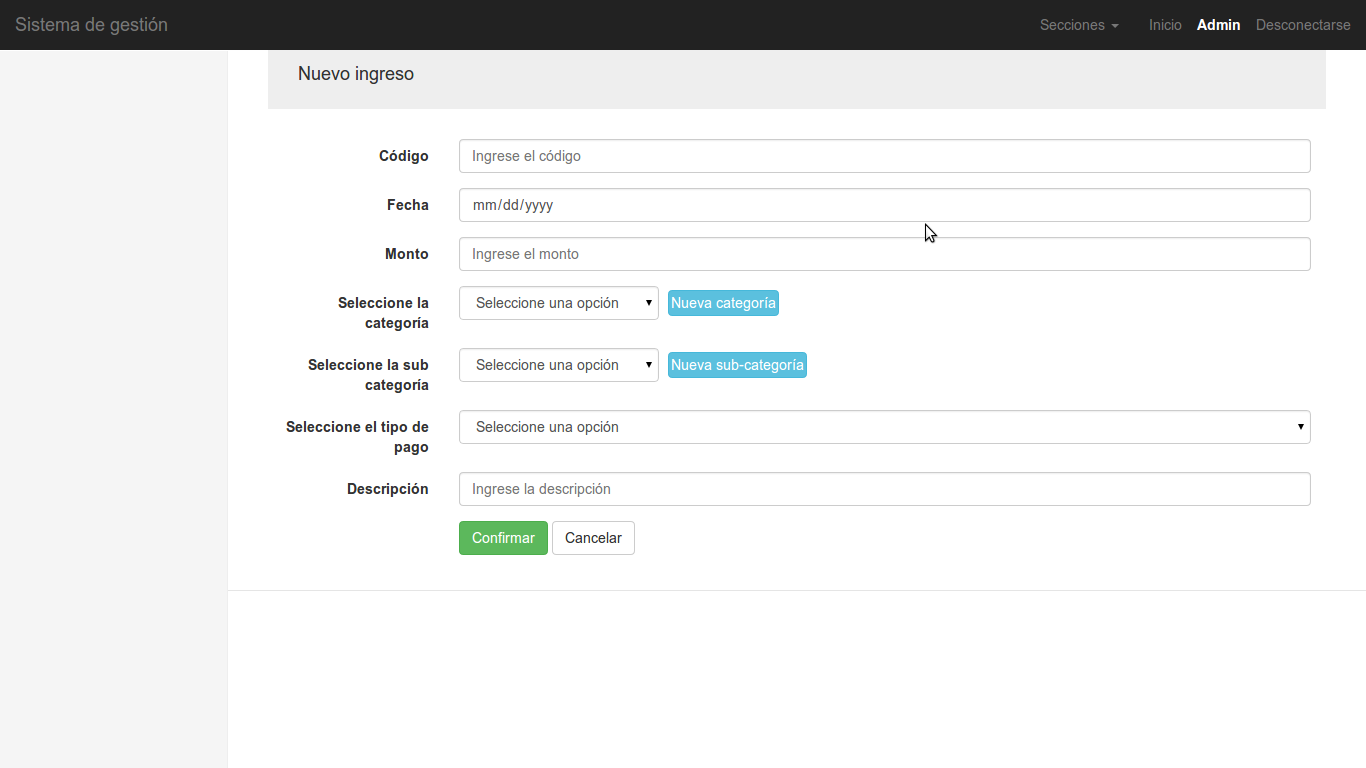 Sistema de gestión Secciones Inicio Admin Desconectarse
Nuevo ingreso
Código Ingrese el código
Fecha mm/dd/yyyy
Monto Ingrese el monto
Seleccione la Seleccione una opción Nueva categoría
categoría
Seleccione la sub Seleccione una opción Nueva sub-categoría
categoría
Seleccione el tipo de Seleccione una opción
pago
Descripción Ingrese la descripción
Confirmar Cancelar